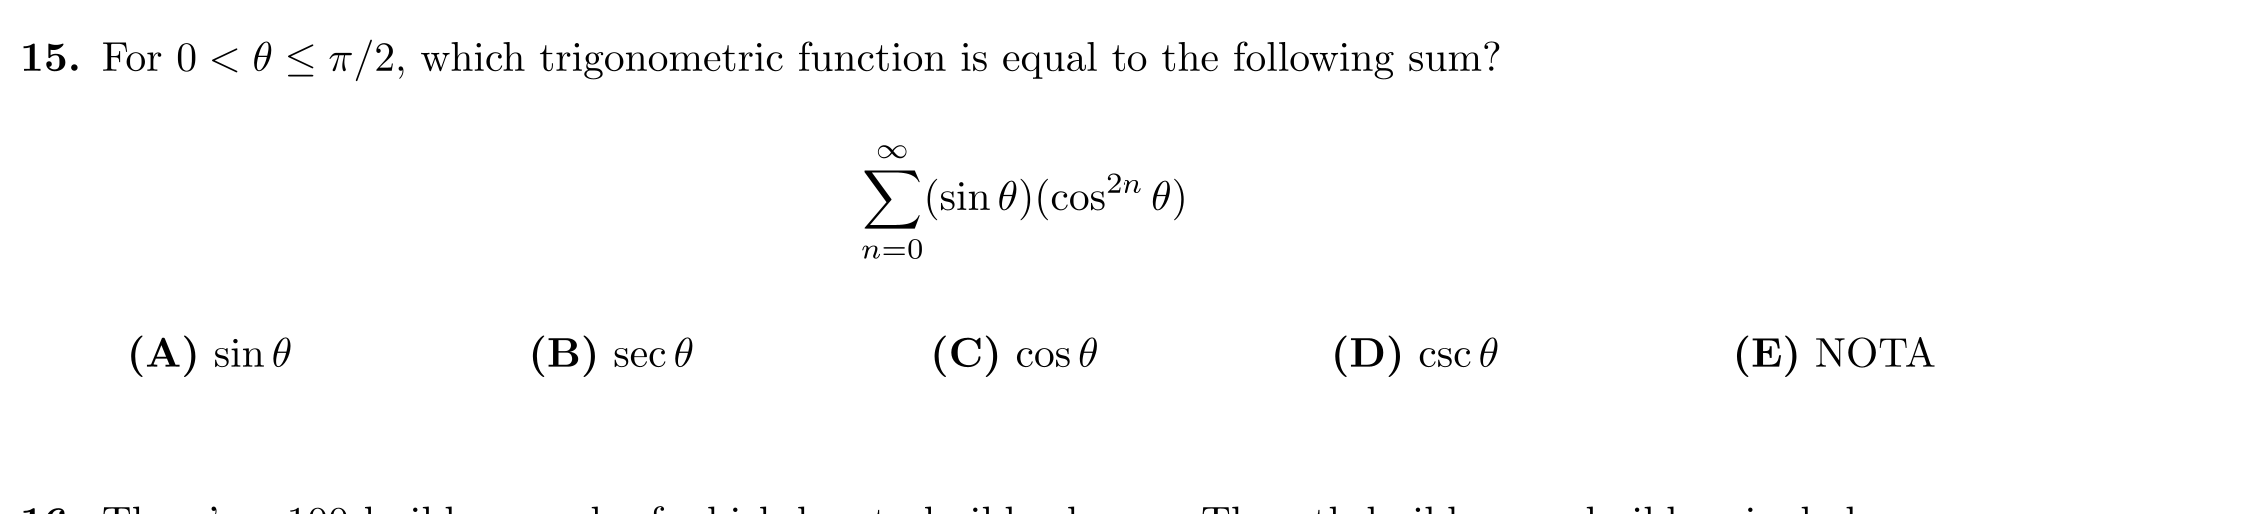 15. For 0 < θ ≤ π/2, which trigonometric function is equal to the following sum?
∞
∑(sin θ)(cos²ⁿ θ)
n=0
(A) sin θ (B) sec θ (C) cos θ (D) csc θ (E) NOTA